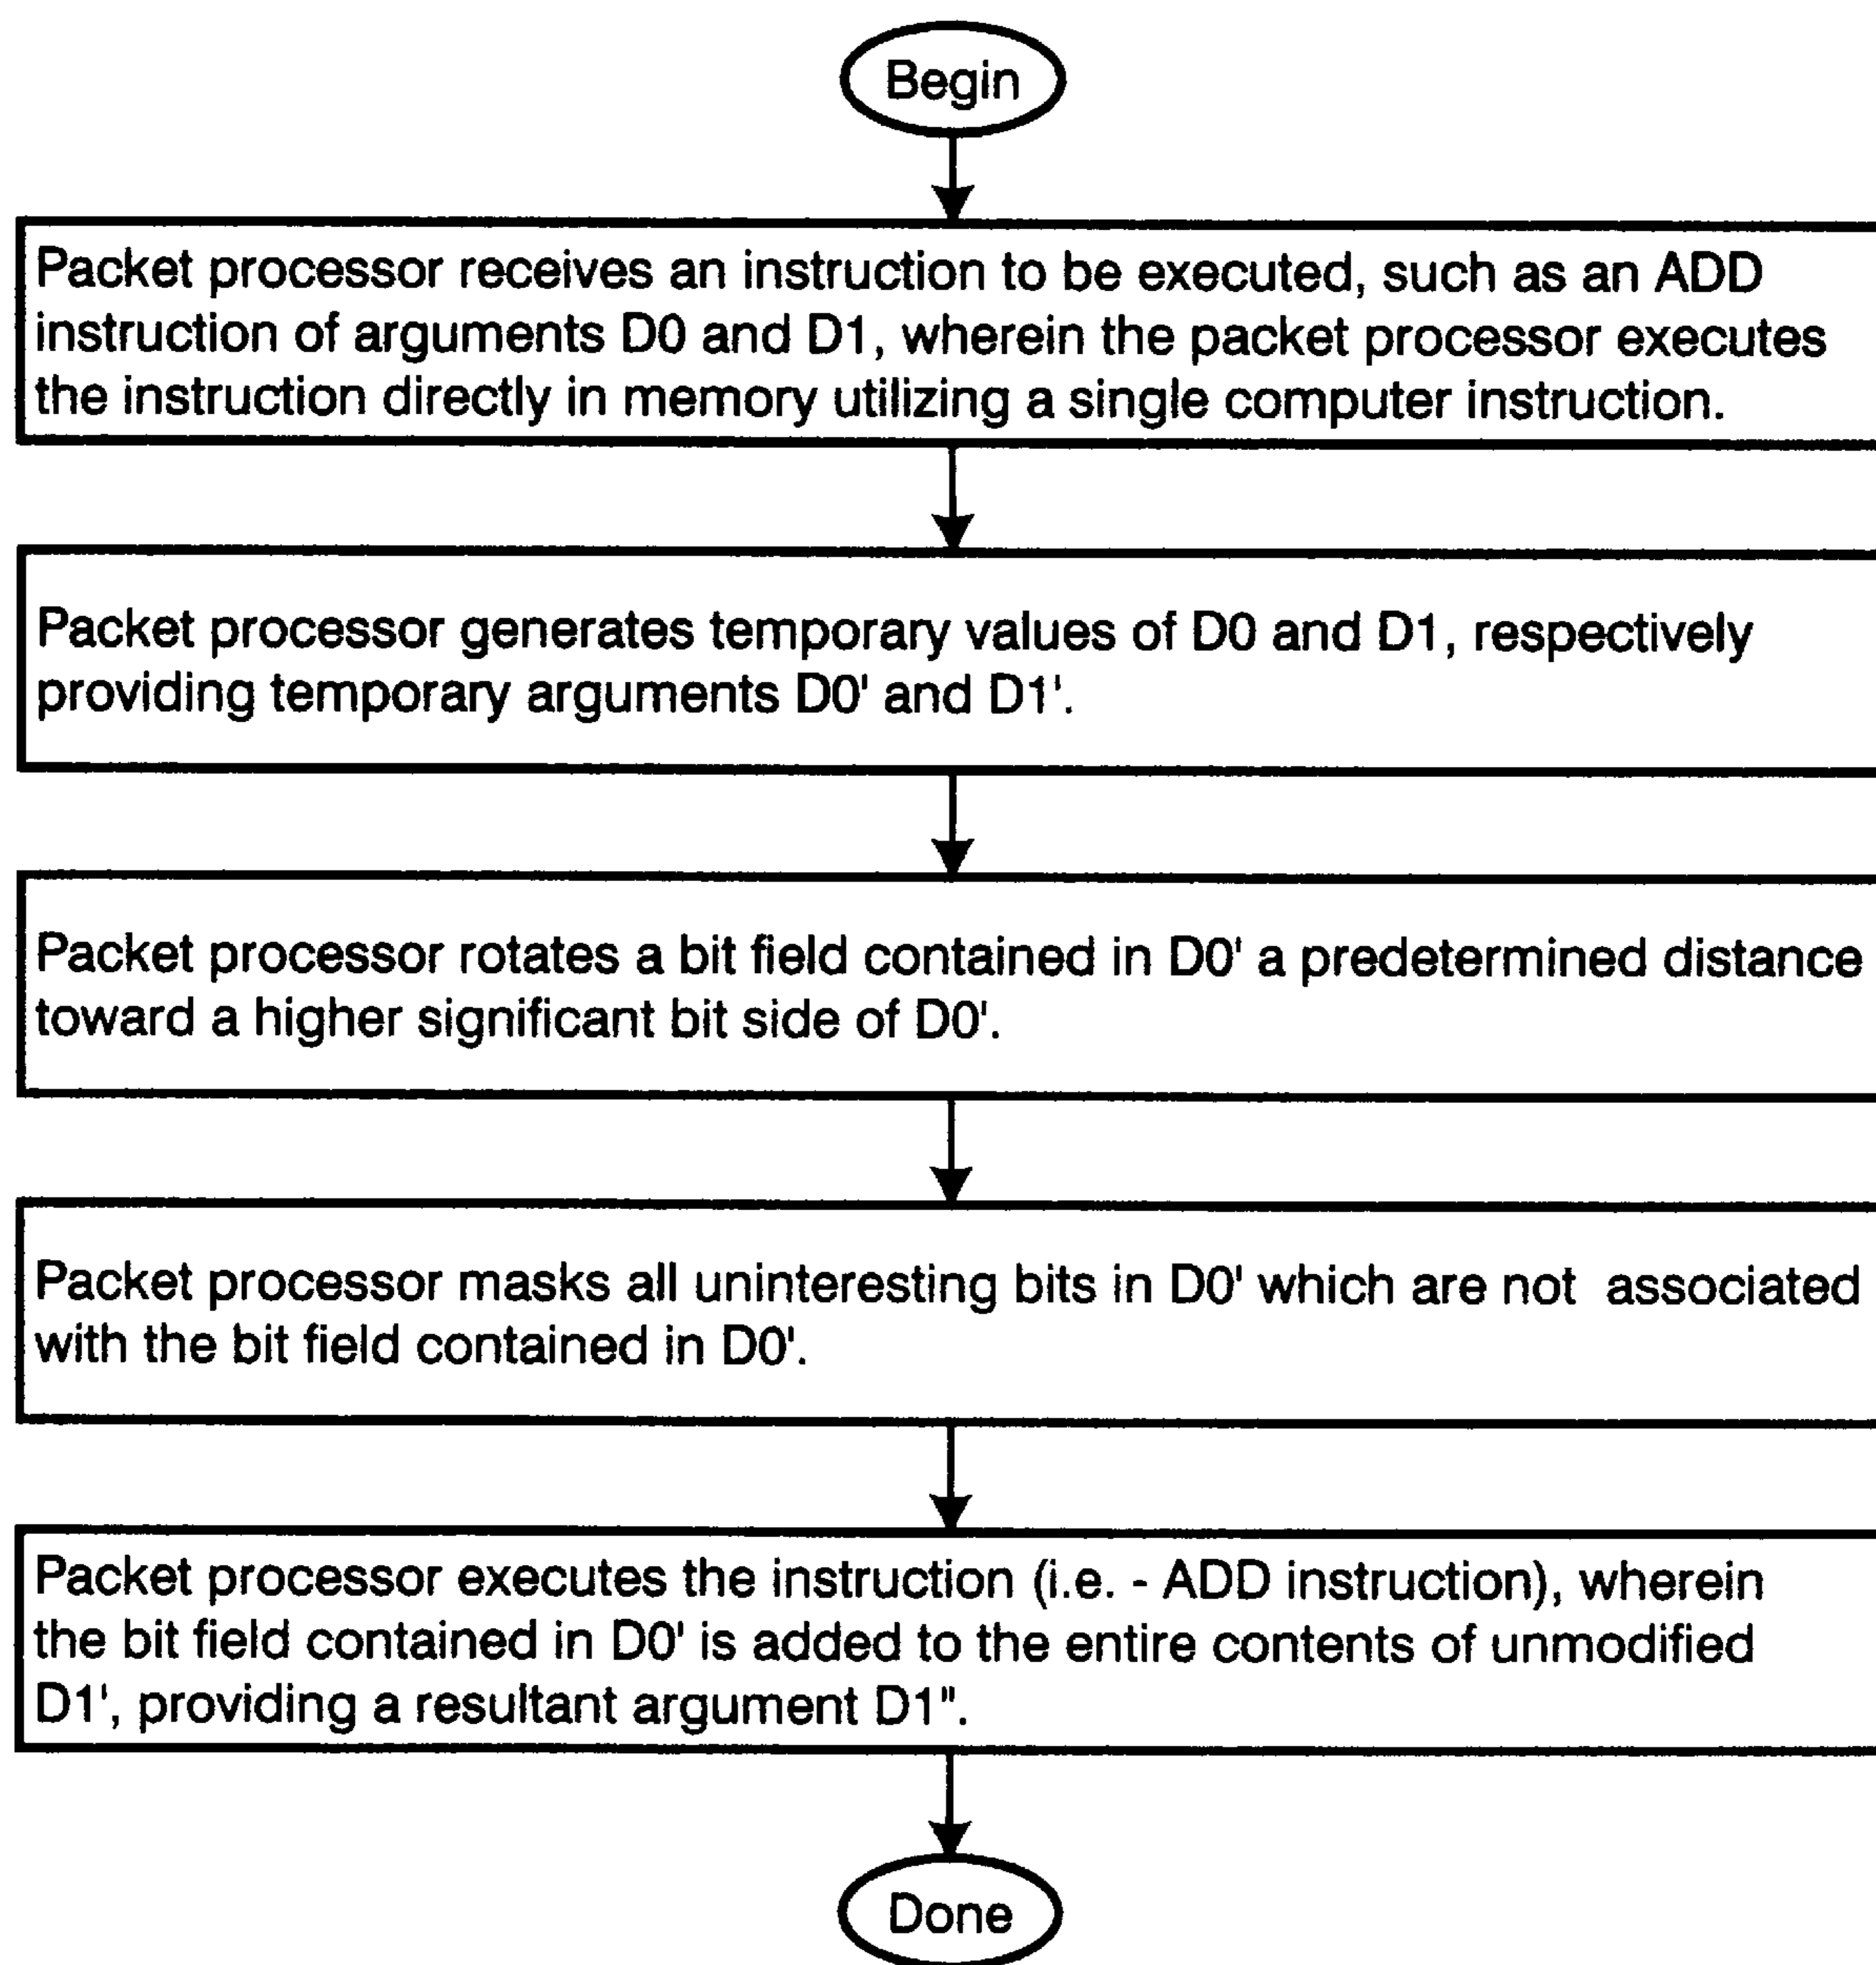 Begin
Packet processor receives an instruction to be executed, such as an ADD
instruction of arguments D0 and D1, wherein the packet processor executes
the instruction directly in memory utilizing a single computer instruction.
Packet processor generates temporary values of D0 and D1, respectively
providing temporary arguments D0' and D1'.
Packet processor rotates a bit field contained in D0' a predetermined distance
toward a higher significant bit side of D0'.
Packet processor masks all uninteresting bits in D0' which are not associated
with the bit field contained in D0'.
Packet processor executes the instruction (i.e. - ADD instruction), wherein
the bit field contained in D0' is added to the entire contents of unmodified
D1', providing a resultant argument D1".
Done